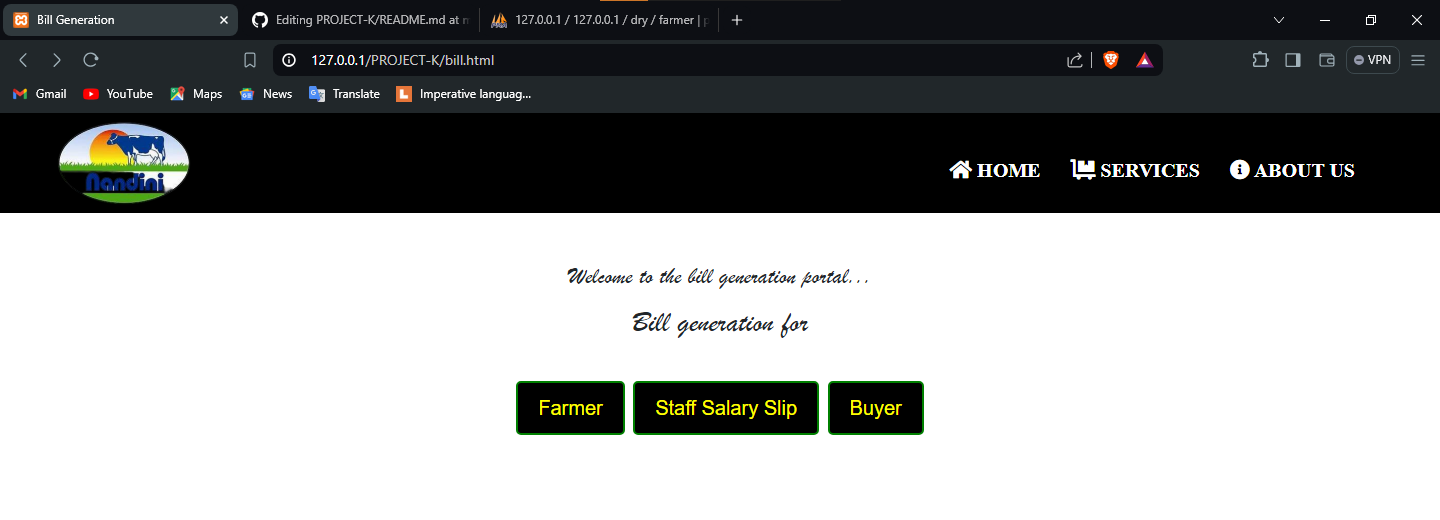 Bill Generation
Editing PROJECT-K/README.md at m
127.0.0.1 / 127.0.0.1 / dry / farmer | p
127.0.0.1/PROJECT-K/bill.html
VPN
Gmail
YouTube
Maps
News
Translate
Imperative languag...
Nandini
HOME
SERVICES
ABOUT US
Welcome to the bill generation portal...
Bill generation for
Farmer
Staff Salary Slip
Buyer